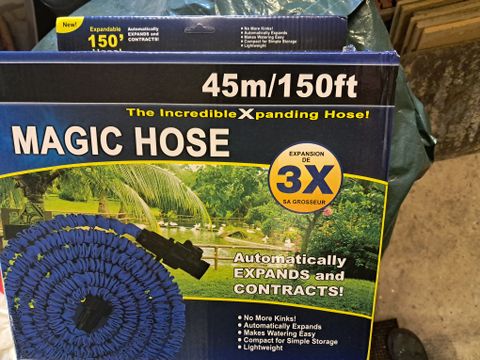 New!
Expandable
150'
Hose!
Automatically
EXPANDS and
CONTRACTS!
• No More Kinks!
• Automatically Expands
• Makes Watering Easy
• Compact for Simple Storage
• Lightweight
45m/150ft
The Incredible Xpanding Hose!
MAGIC HOSE
EXPANSION
DE
3X
SA GROSSEUR
Automatically
EXPANDS and
CONTRACTS!
• No More Kinks!
• Automatically Expands
• Makes Watering Easy
• Compact for Simple Storage
• Lightweight